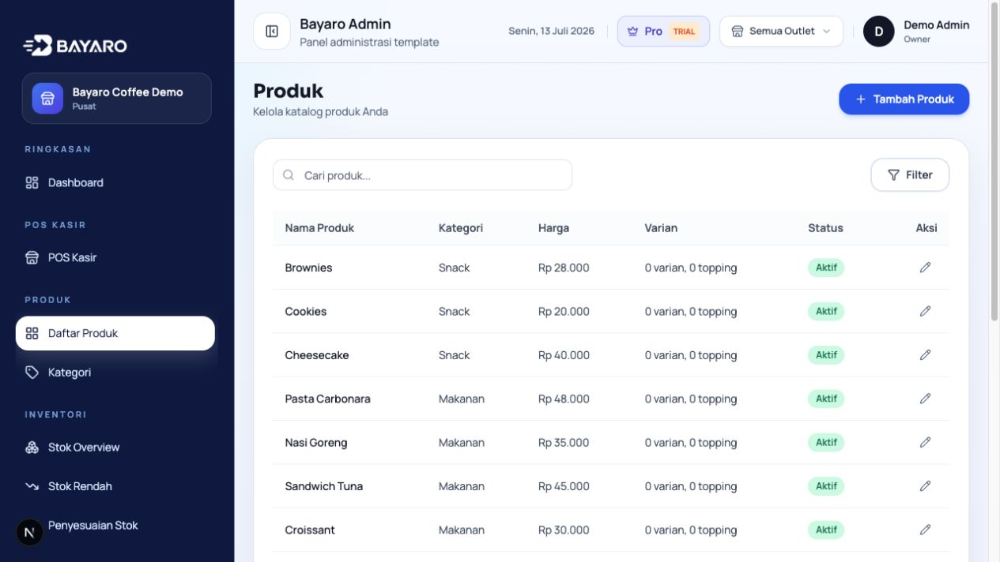 BAYARO
Bayaro Coffee Demo
Pusat
RINGKASAN
Dashboard
POS KASIR
POS Kasir
PRODUK
Daftar Produk
Kategori
INVENTORI
Stok Overview
Stok Rendah
Penyesuaian Stok
N
Bayaro Admin
Panel administrasi template
Senin, 13 Juli 2026
Pro TRIAL
Semua Outlet
D
Demo Admin
Owner
Produk
Kelola katalog produk Anda
+ Tambah Produk
Cari produk...
Filter
Nama Produk Kategori Harga Varian Status Aksi
Brownies Snack Rp 28.000 0 varian, 0 topping Aktif
Cookies Snack Rp 20.000 0 varian, 0 topping Aktif
Cheesecake Snack Rp 40.000 0 varian, 0 topping Aktif
Pasta Carbonara Makanan Rp 48.000 0 varian, 0 topping Aktif
Nasi Goreng Makanan Rp 35.000 0 varian, 0 topping Aktif
Sandwich Tuna Makanan Rp 45.000 0 varian, 0 topping Aktif
Croissant Makanan Rp 30.000 0 varian, 0 topping Aktif